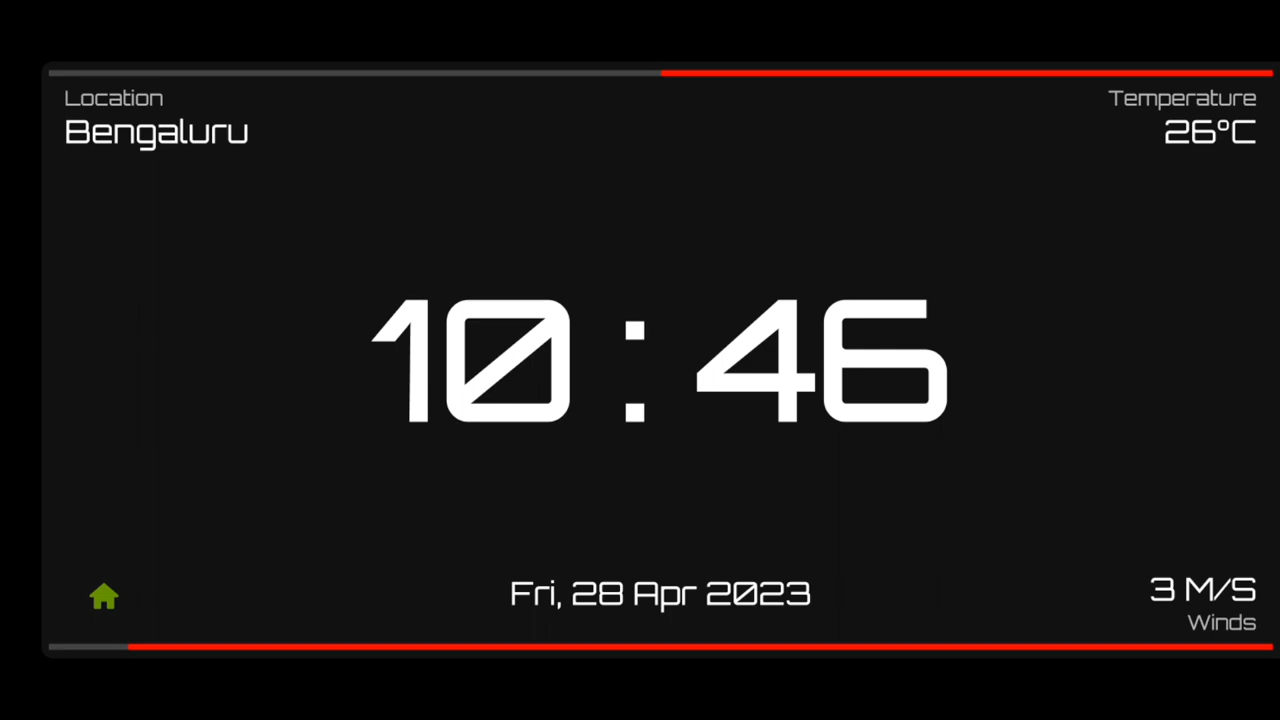 Location
Temperature
Bengaluru
26°C
10:46
Fri, 28 Apr 2023
3 M/S
Winds